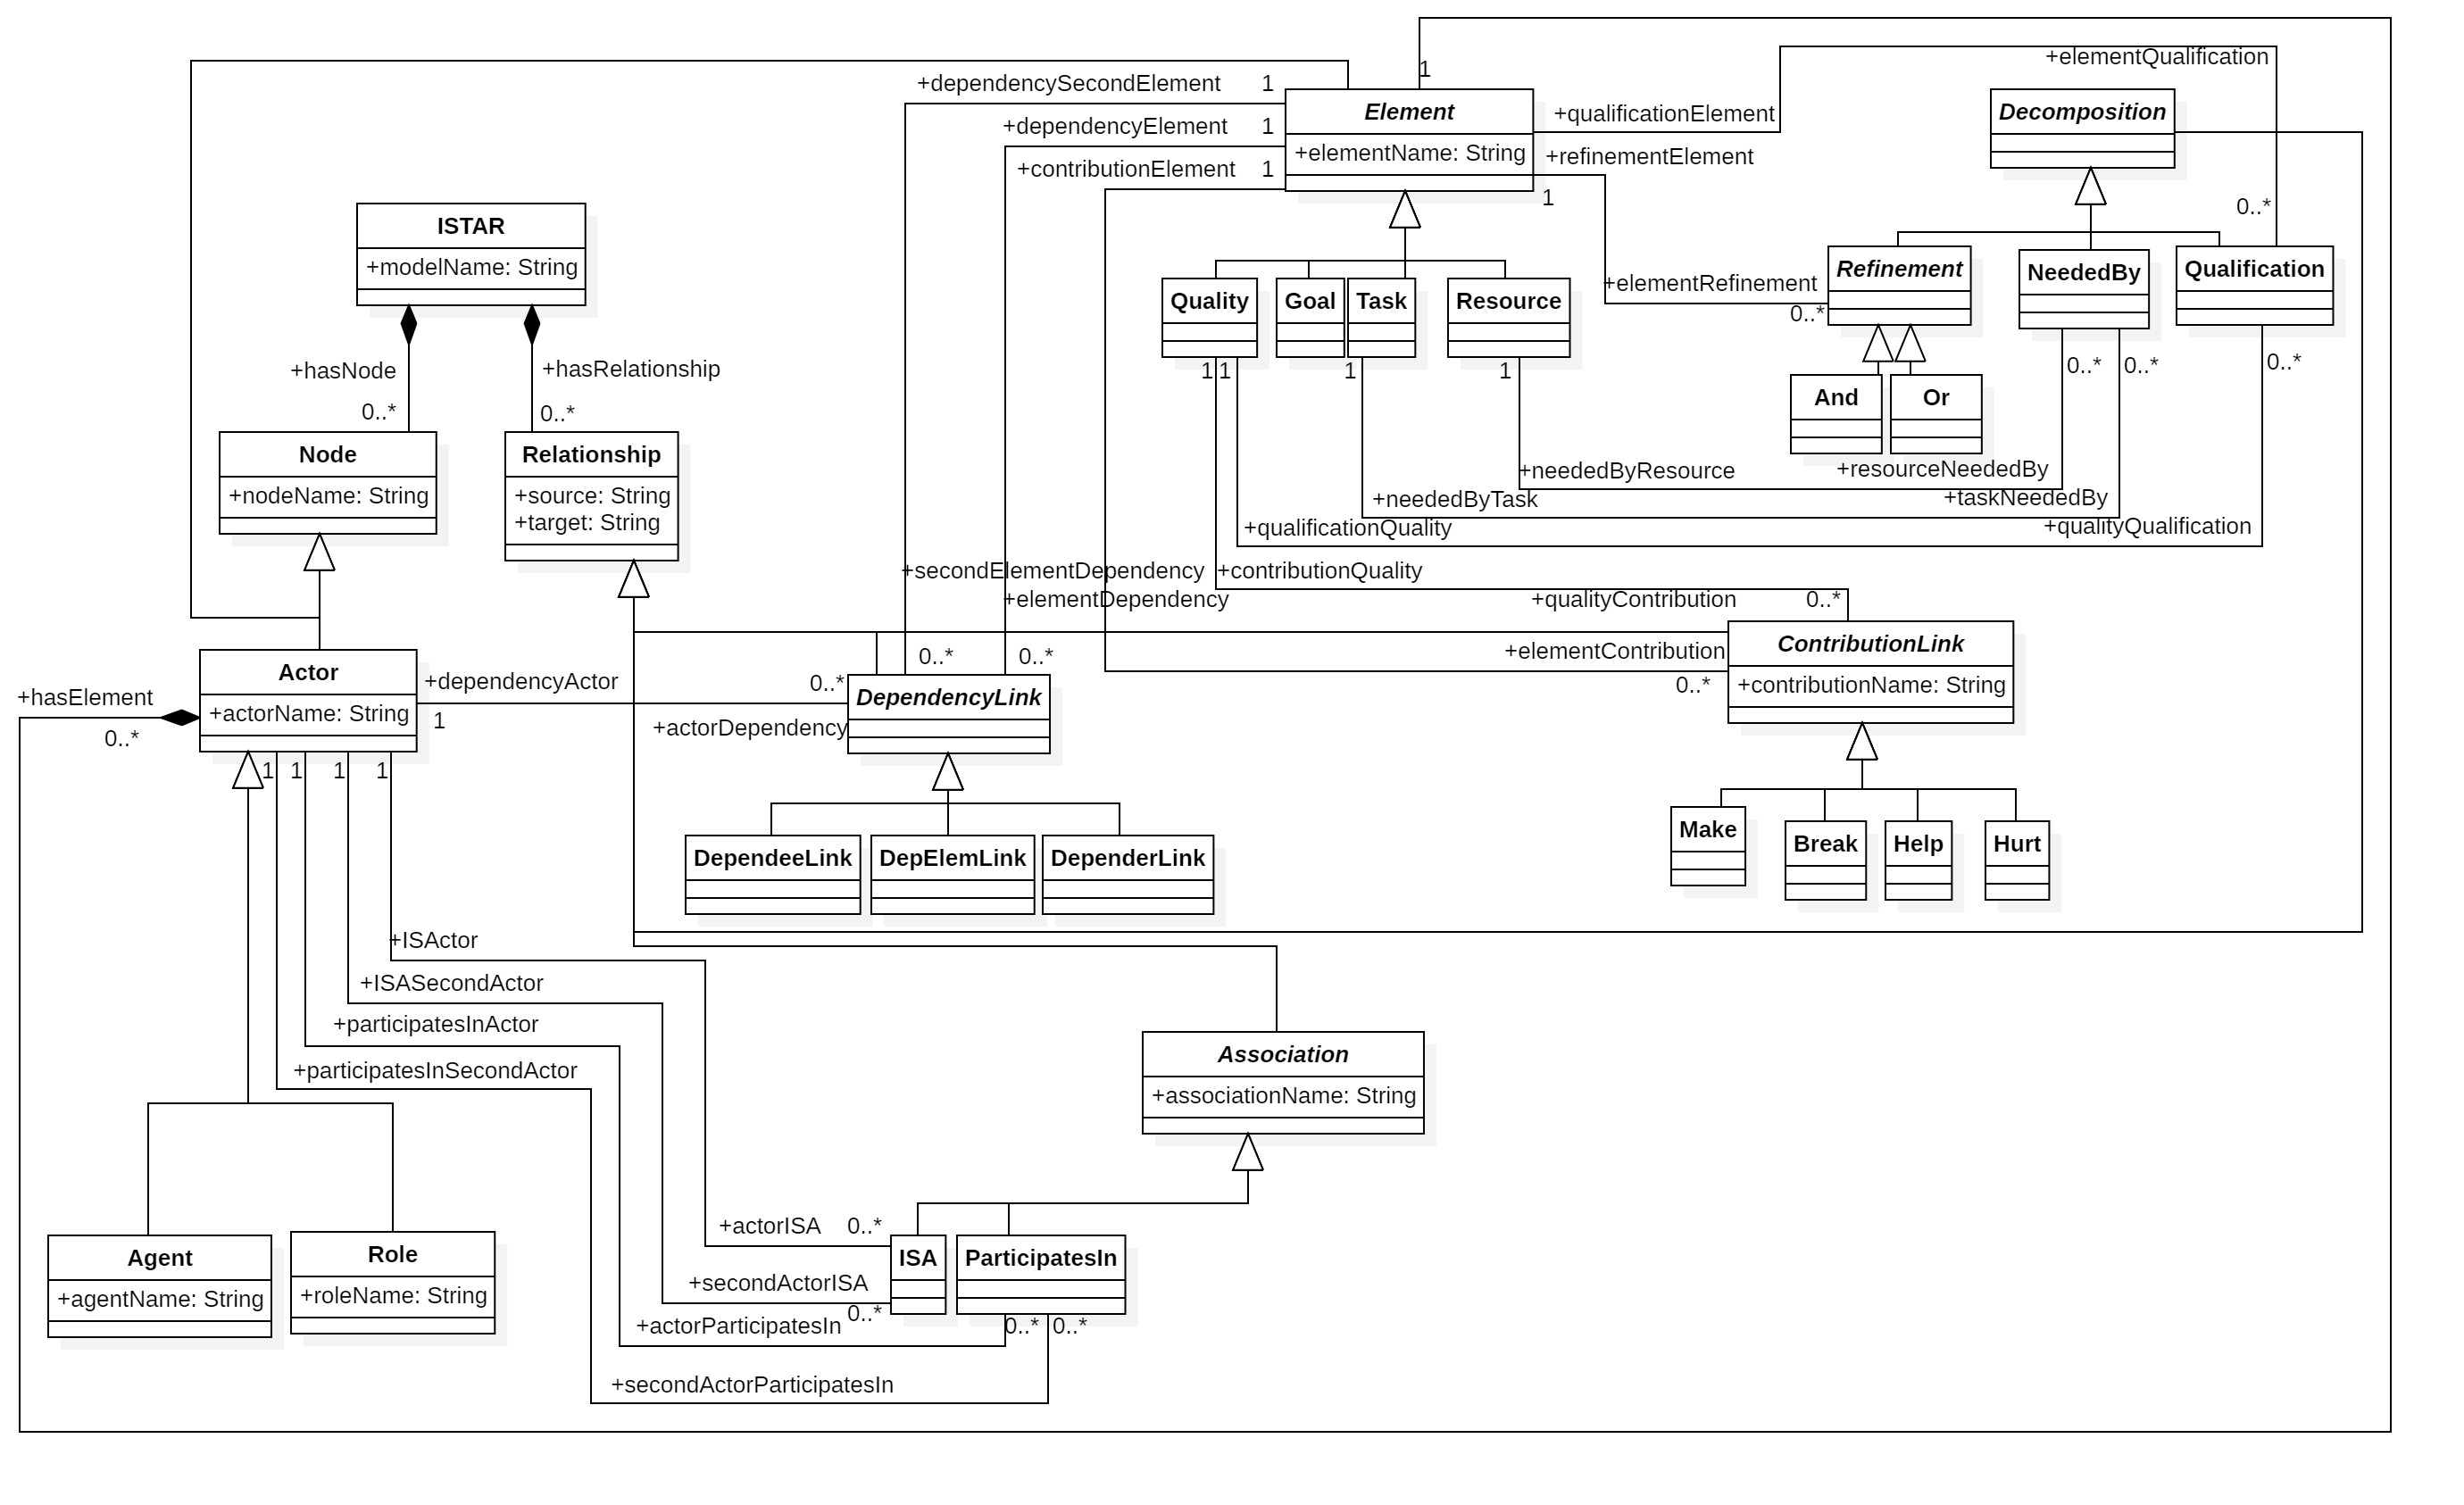 +elementQualification
1
+dependencySecondElement 1
Element
+elementName: String
+qualificationElement
Decomposition
+dependencyElement 1
+refinementElement
+contributionElement 1
1
0..*
ISTAR
+modelName: String
Quality
Goal
Task
Resource
+elementRefinement
0..*
Refinement
NeededBy
Qualification
+hasNode
0..*
+hasRelationship
0..*
1 1
1
1
0..*
0..*
0..*
And
Or
Node
+nodeName: String
Relationship
+source: String
+target: String
+neededByResource
+resourceNeededBy
+neededByTask
+taskNeededBy
+qualificationQuality
+qualityQualification
+secondElementDependency
+contributionQuality
+elementDependency
+qualityContribution
0..*
Actor
+actorName: String
+hasElement
0..*
+dependencyActor
1
0..*
+actorDependency
0..*
0..*
DependencyLink
+elementContribution
0..*
ContributionLink
+contributionName: String
1
1
1
1
DependeeLink
DepElemLink
DependerLink
Make
Break
Help
Hurt
+ISActor
+ISASecondActor
+participatesInActor
+participatesInSecondActor
Association
+associationName: String
+actorISA
0..*
Agent
+agentName: String
Role
+roleName: String
ISA
ParticipatesIn
+secondActorISA
0..*
+actorParticipatesIn
0..*
0..*
+secondActorParticipatesIn